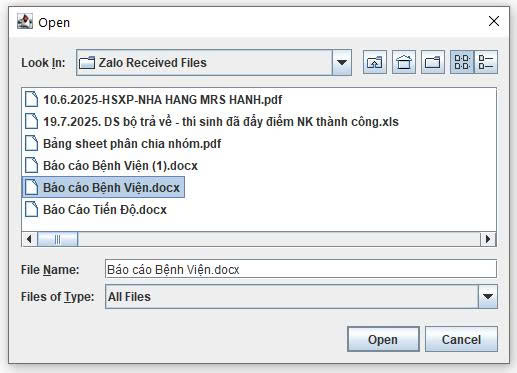 Open
Look In: Zalo Received Files
10.6.2025-HSXP-NHA HANG MRS HANH.pdf
19.7.2025. DS bộ trả về - thí sinh đã đẩy điểm NK thành công.xls
Bảng sheet phân chia nhóm.pdf
Báo cáo Bệnh Viện (1).docx
Báo cáo Bệnh Viện.docx
Báo Cáo Tiến Độ.docx
File Name: Báo cáo Bệnh Viện.docx
Files of Type: All Files
Open Cancel